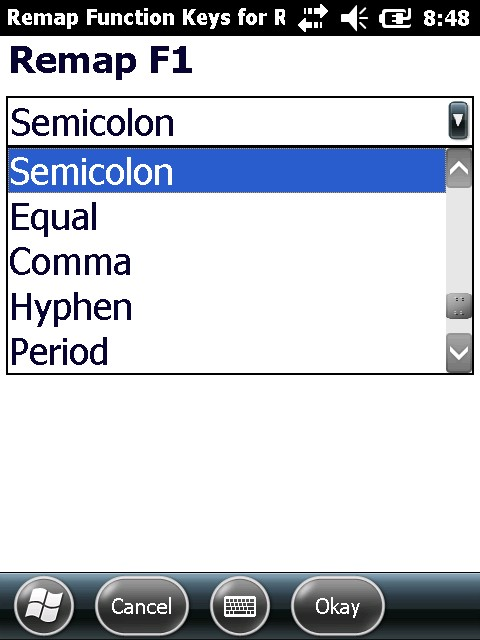 Remap Function Keys for R
8:48
Remap F1
Semicolon
Semicolon
Equal
Comma
Hyphen
Period
Cancel
Okay